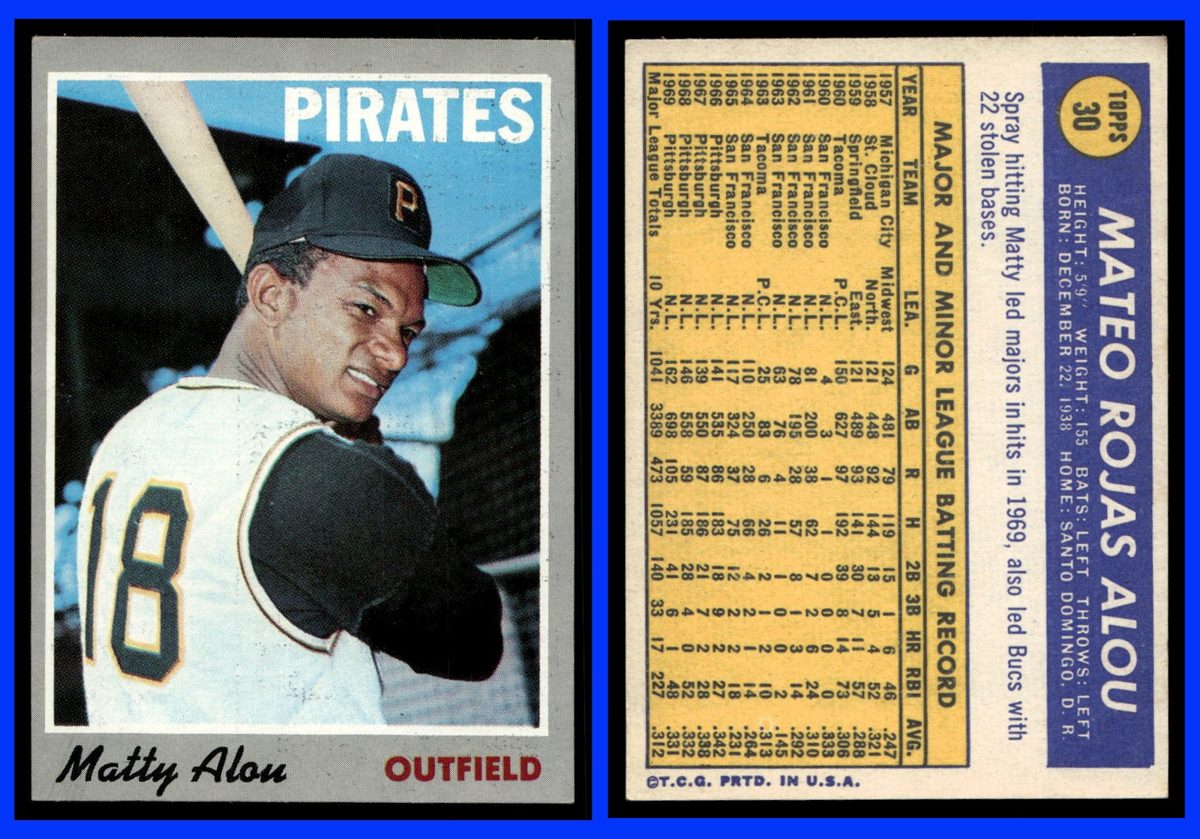 PIRATES
P
18
Matty Alou
OUTFIELD
TOPPS
30
MATEO ROJAS ALOU
HEIGHT: 5'9" WEIGHT: 155 BATS: LEFT THROWS: LEFT
BORN: DECEMBER 22, 1938 HOME: SANTO DOMINGO, D. R.
Spray hitting Matty led majors in hits in 1969, also led Bucs with
22 stolen bases.
MAJOR AND MINOR LEAGUE BATTING RECORD
YEAR TEAM LEA. G AB R H 2B 3B HR RBI AVG.
1957 Michigan City Midwest 124 481 79 119 15 1 6 46 .247
1958 St. Cloud North. 121 448 92 144 13 5 4 52 .321
1959 Springfield East. 121 489 93 141 30 7 11 57 .288
1960 Tacoma P.C.L. 150 627 97 192 39 8 14 73 .306
1960 San Francisco N.L. 4 3 1 1 0 0 0 0 .333
1961 San Francisco N.L. 81 200 38 62 7 2 6 24 .310
1962 San Francisco N.L. 78 195 28 57 8 1 3 14 .292
1963 San Francisco N.L. 63 76 4 11 1 0 0 2 .145
1963 Tacoma P.C.L. 25 83 6 26 2 1 2 10 .313
1964 San Francisco N.L. 110 250 28 66 4 2 1 14 .264
1965 San Francisco N.L. 117 324 37 75 12 2 2 18 .231
1966 Pittsburgh N.L. 141 535 86 183 18 9 2 27 .342
1967 Pittsburgh N.L. 139 550 87 186 21 7 2 28 .338
1968 Pittsburgh N.L. 146 558 59 185 28 4 0 52 .332
1969 Pittsburgh N.L. 162 698 105 231 41 6 1 48 .331
Major League Totals 10 Yrs. 1041 3389 473 1057 140 33 17 227 .312
©T.C.G. PRTD. IN U.S.A.